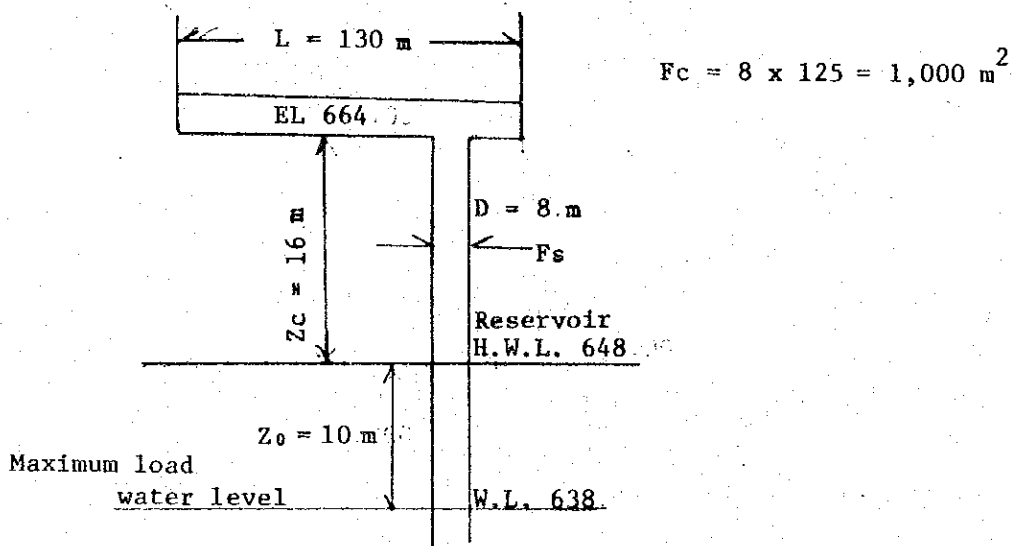 L = 130 m
Fc = 8 x 125 = 1,000 m²
EL 664
Zc = 16 m
D = 8 m
Fs
Reservoir
H.W.L. 648
Z₀ = 10 m
Maximum load
water level
W.L. 638